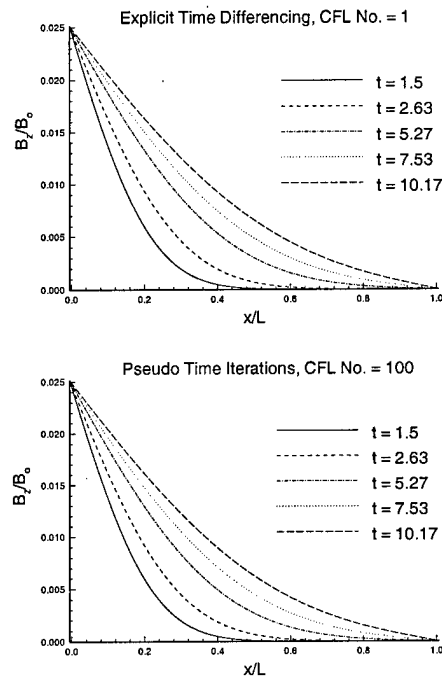 Explicit Time Differencing, CFL No. = 1
0.025
0.020
0.015
0.010
0.005
0.000
B_z/B_o
t = 1.5
t = 2.63
t = 5.27
t = 7.53
t = 10.17
0.0 0.2 0.4 0.6 0.8 1.0
x/L
Pseudo Time Iterations, CFL No. = 100
0.025
0.020
0.015
0.010
0.005
0.000
B_z/B_o
t = 1.5
t = 2.63
t = 5.27
t = 7.53
t = 10.17
0.0 0.2 0.4 0.6 0.8 1.0
x/L